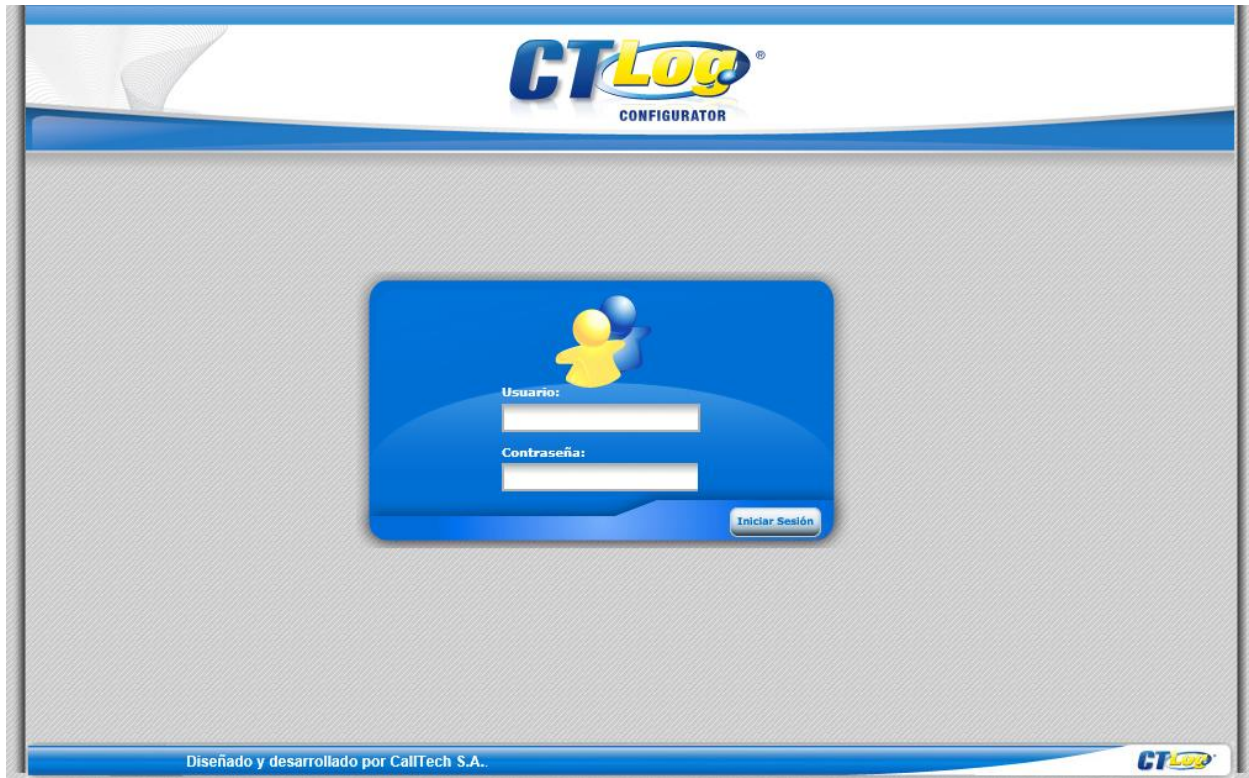 CTLog®
CONFIGURATOR
Usuario:
Contraseña:
Iniciar Sesión
Diseñado y desarrollado por CallTech S.A..
CTLog